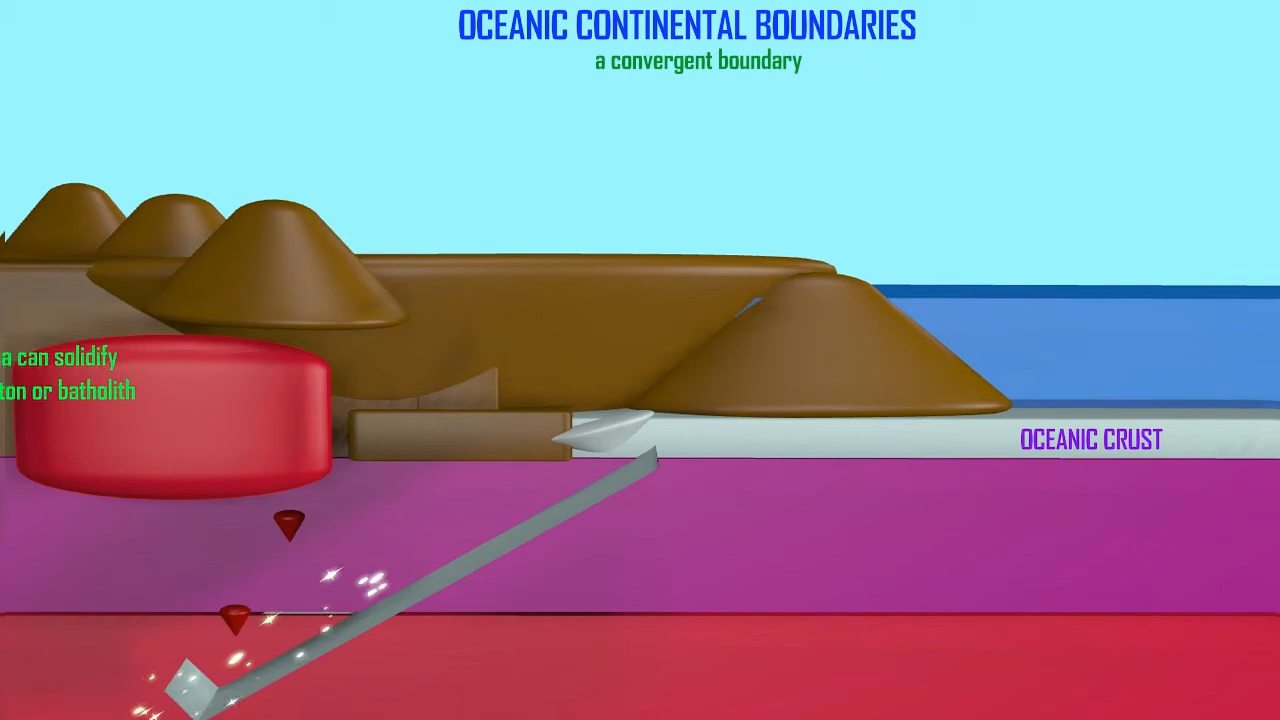 OCEANIC CONTINENTAL BOUNDARIES
a convergent boundary
a can solidify
ton or batholith
OCEANIC CRUST